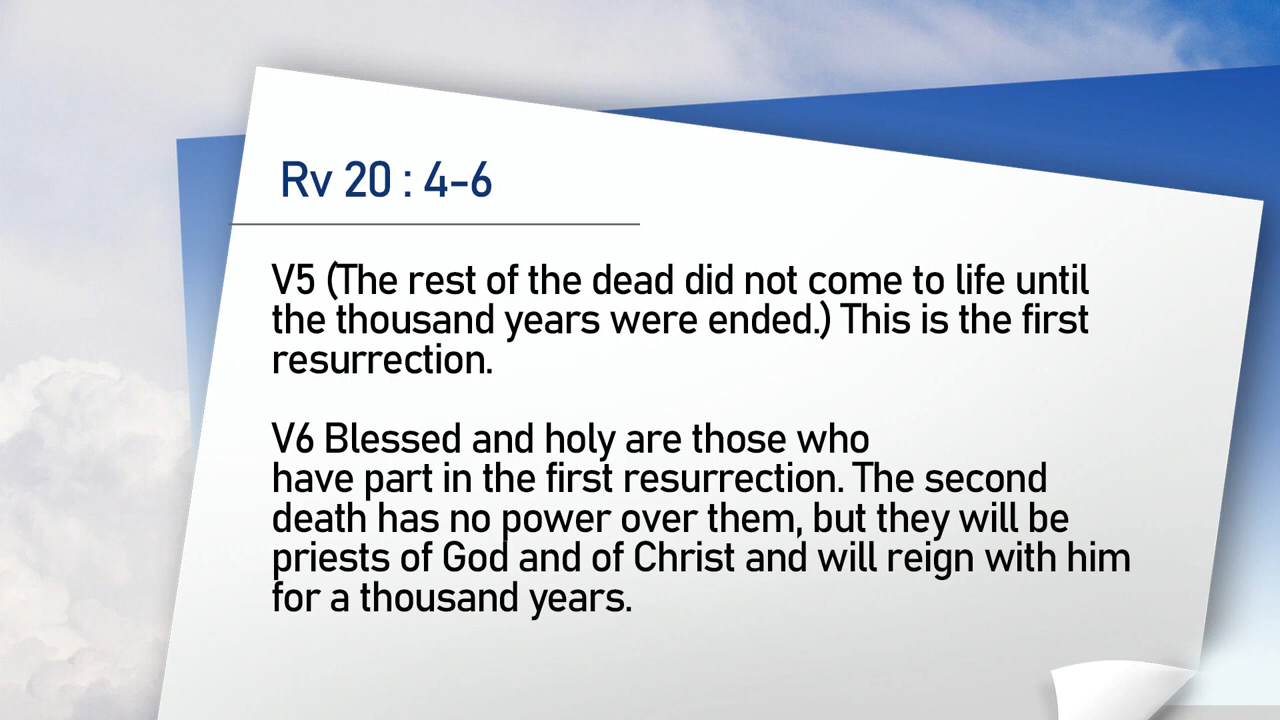 Rv 20 : 4-6
V5 (The rest of the dead did not come to life until
the thousand years were ended.) This is the first
resurrection.
V6 Blessed and holy are those who
have part in the first resurrection. The second
death has no power over them, but they will be
priests of God and of Christ and will reign with him
for a thousand years.